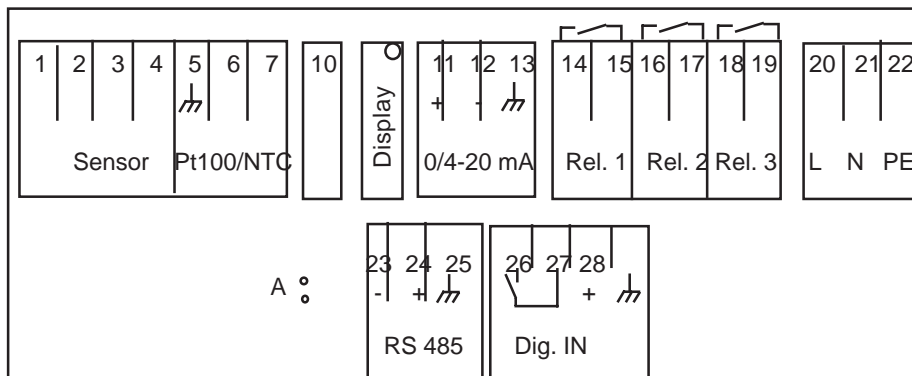 1 2 3 4 5 6 7 10 Display 11 12 13 14 15 16 17 18 19 20 21 22
+ -
Sensor Pt100/NTC 0/4-20 mA Rel. 1 Rel. 2 Rel. 3 L N PE
23 24 25 26 27 28
A - + +
RS 485 Dig. IN